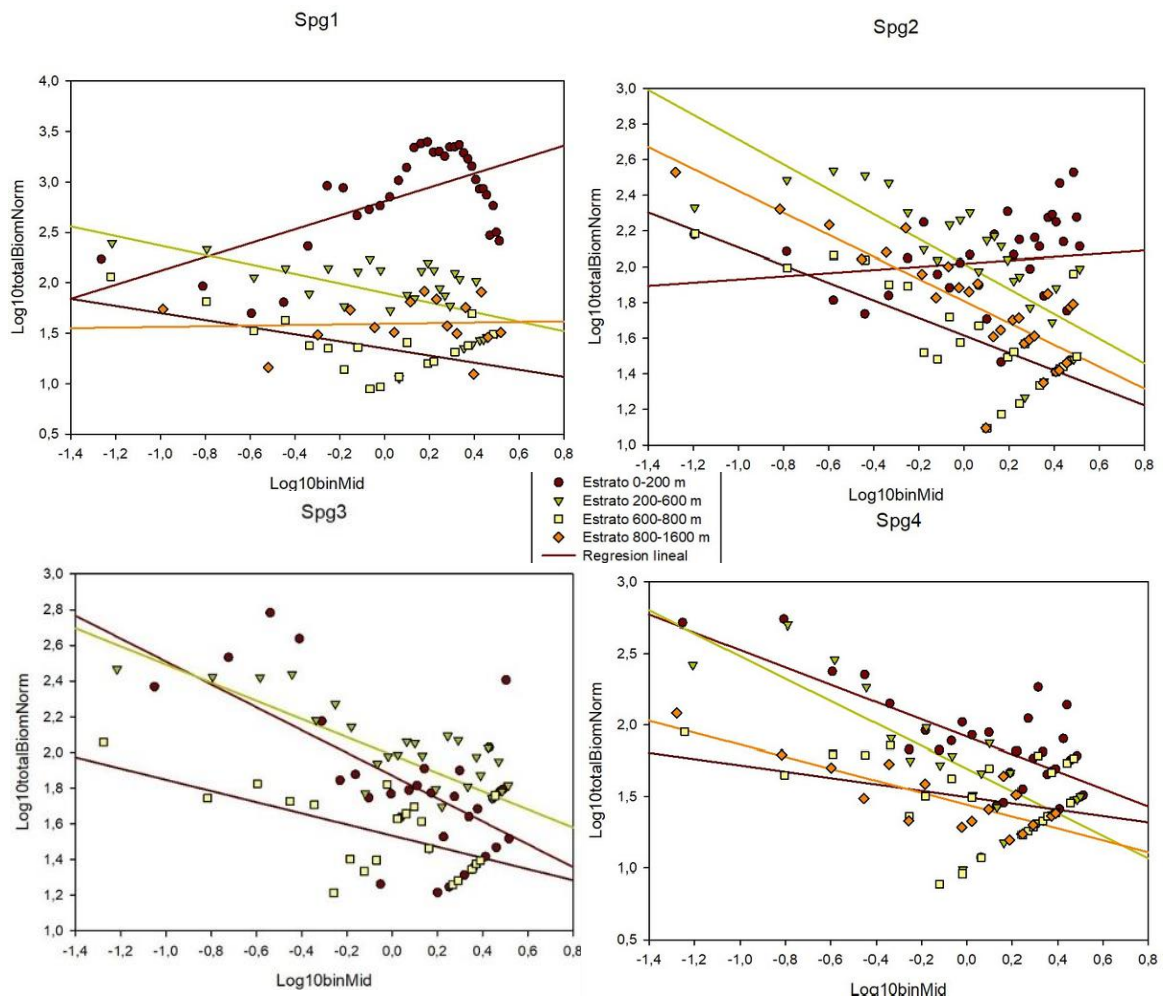 Spg1
4,0
3,5
3,0
2,5
2,0
1,5
1,0
0,5
Log10totalBiomNorm
-1,4 -1,2 -1,0 -0,8 -0,6 -0,4 -0,2 0,0 0,2 0,4 0,6 0,8
Log10binMid
Spg2
3,0
2,8
2,6
2,4
2,2
2,0
1,8
1,6
1,4
1,2
1,0
Log10totalBiomNorm
-1,4 -1,2 -1,0 -0,8 -0,6 -0,4 -0,2 0,0 0,2 0,4 0,6 0,8
Log10binMid
Estrato 0-200 m
Estrato 200-600 m
Estrato 600-800 m
Estrato 800-1600 m
Regresion lineal
Spg3
3,0
2,8
2,6
2,4
2,2
2,0
1,8
1,6
1,4
1,2
1,0
Log10totalBiomNorm
-1,4 -1,2 -1,0 -0,8 -0,6 -0,4 -0,2 0,0 0,2 0,4 0,6 0,8
Log10binMid
Spg4
3,0
2,5
2,0
1,5
1,0
0,5
Log10totalBiomNorm
-1,4 -1,2 -1,0 -0,8 -0,6 -0,4 -0,2 0,0 0,2 0,4 0,6 0,8
Log10binMid